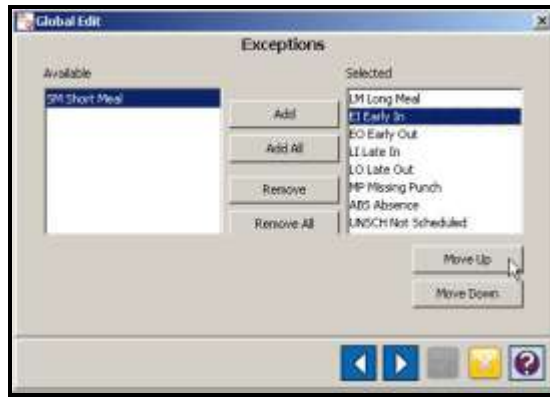 Global Edit
Exceptions
Available
Selected
SM Short Meal
LM Long Meal
EI Early In
EO Early Out
LI Late In
LO Late Out
MP Missing Punch
ABS Absence
UNSCH Not Scheduled
Add
Add All
Remove
Remove All
Move Up
Move Down